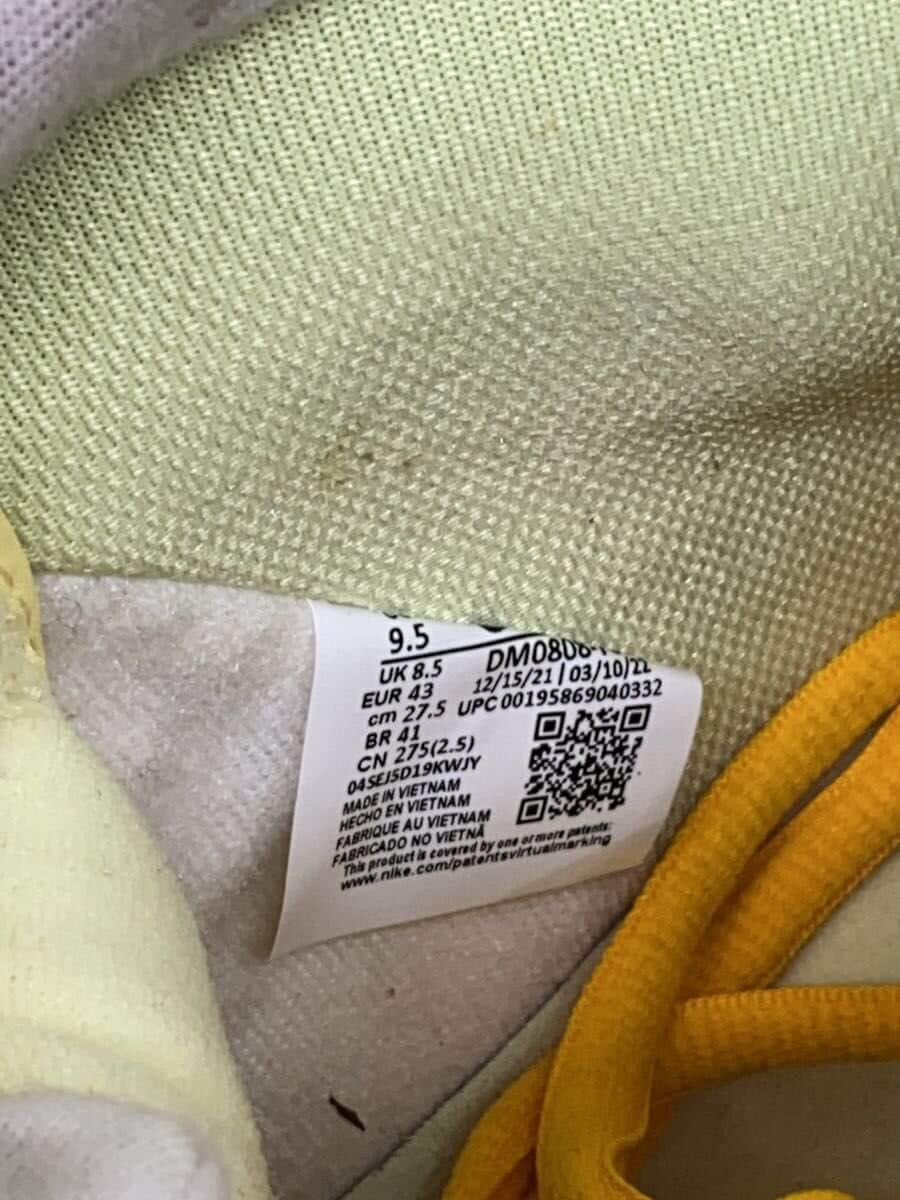 9.5
UK 8.5
EUR 43
cm 27.5
BR 41
CN 275(2.5)
04SEJ5D19KWJY
MADE IN VIETNAM
HECHO EN VIETNAM
FABRIQUE AU VIETNAM
FABRICADO NO VIETNÃ
This product is covered by one or more patents:
www.nike.com/patentsvirtualmarking
12/15/21 | 03/10/22
UPC 00195869040332